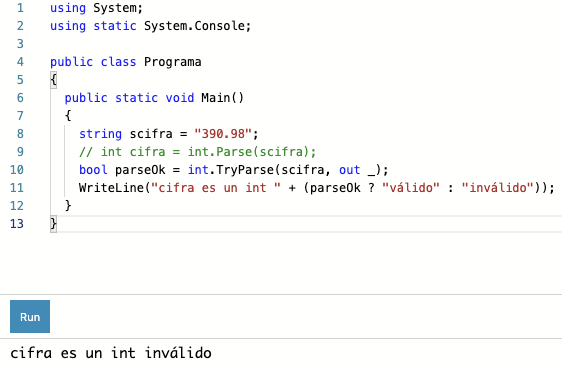 1 using System;
2 using static System.Console;
3
4 public class Programa
5 {
6 public static void Main()
7 {
8 string scifra = "390.98";
9 // int cifra = int.Parse(scifra);
10 bool parseOk = int.TryParse(scifra, out _);
11 WriteLine("cifra es un int " + (parseOk ? "válido" : "inválido"));
12 }
13 }
Run
cifra es un int inválido